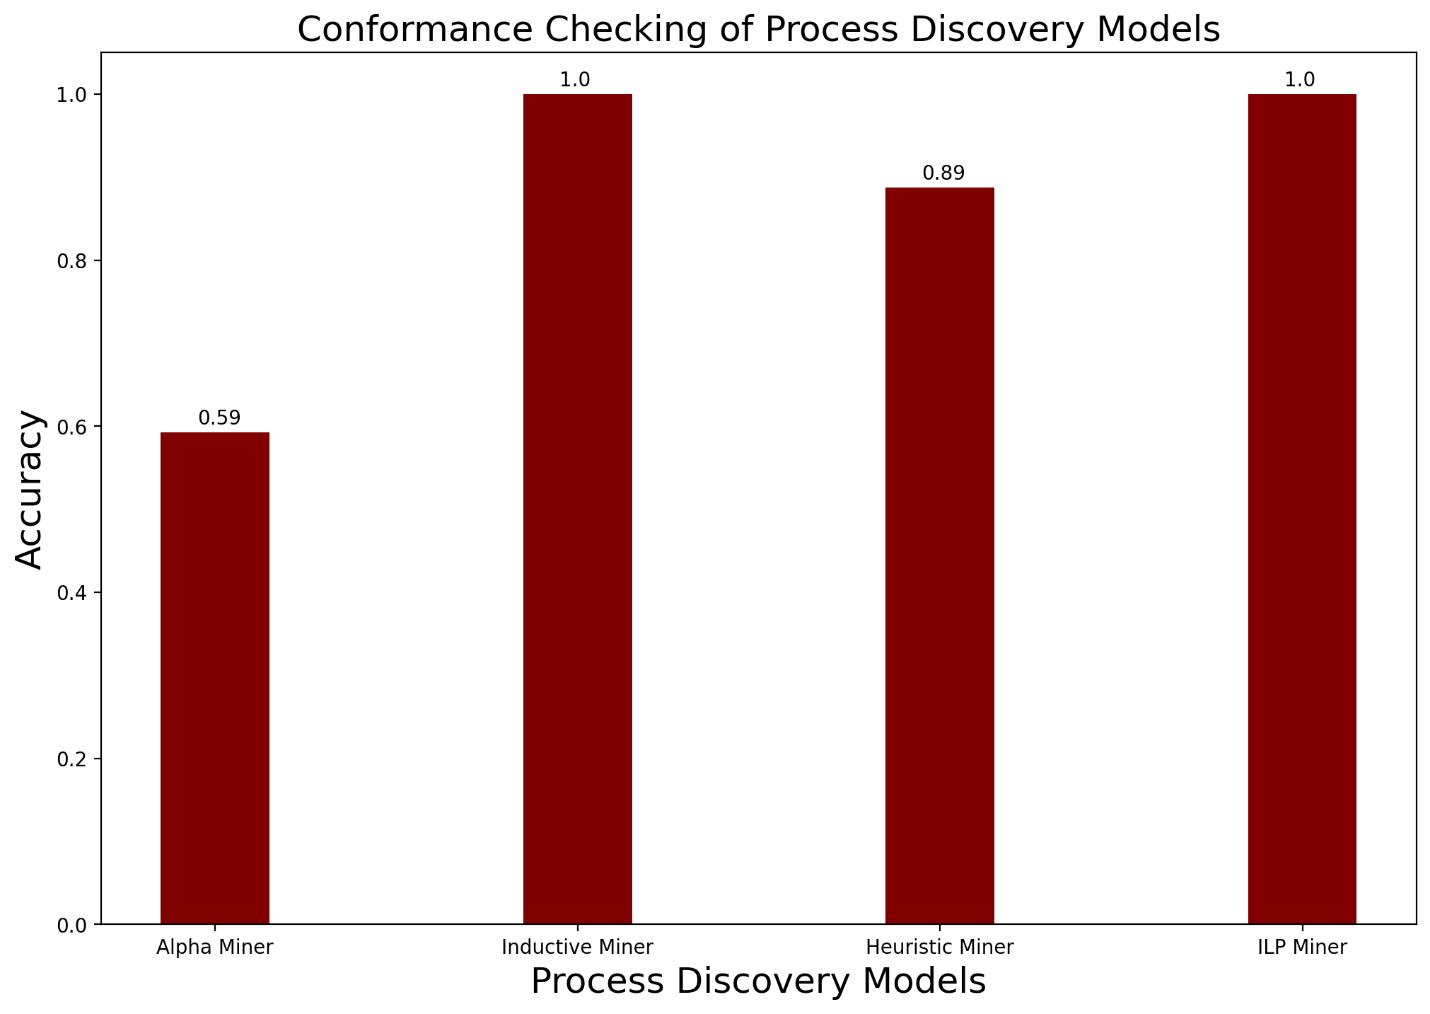 Conformance Checking of Process Discovery Models
1.0
1.0
1.0
0.89
0.8
0.59
0.6
Accuracy
0.4
0.2
0.0
Alpha Miner
Inductive Miner
Heuristic Miner
ILP Miner
Process Discovery Models